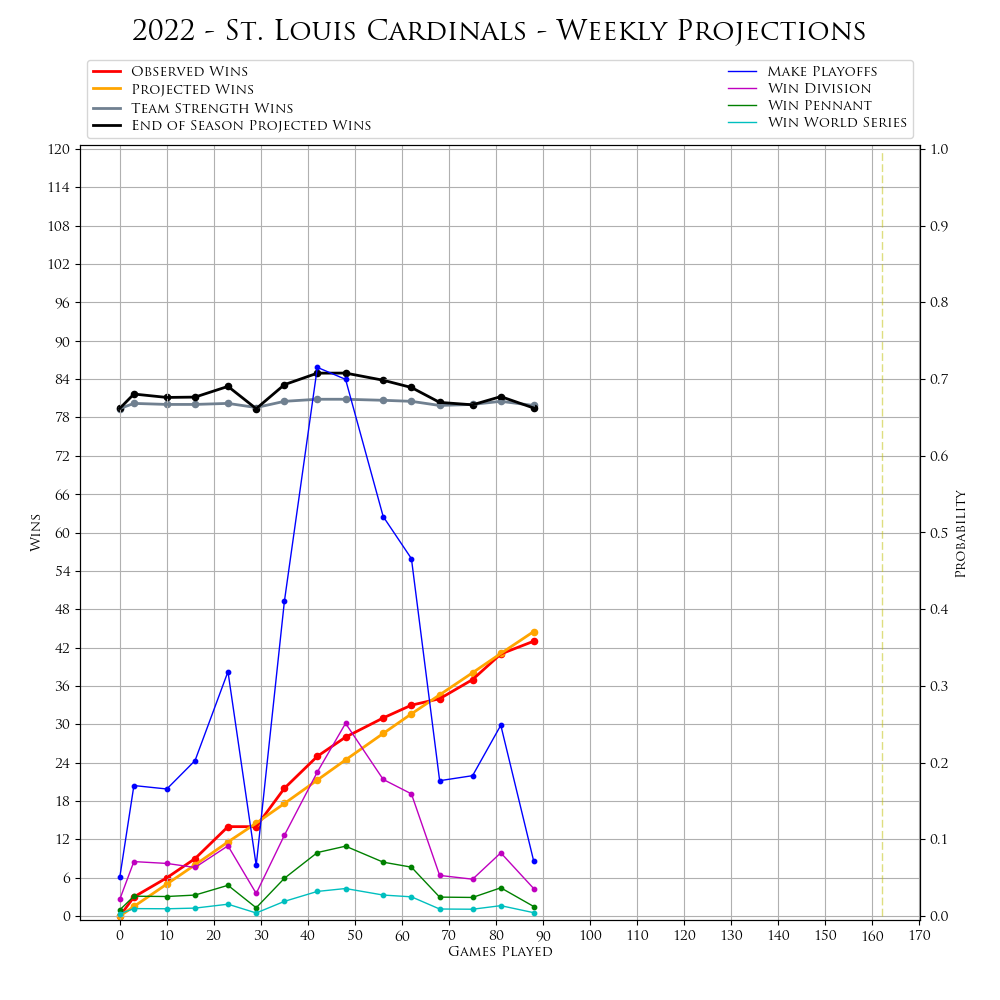 2022 - St. Louis Cardinals - Weekly Projections
Observed Wins
Projected Wins
Team Strength Wins
End of Season Projected Wins
Make Playoffs
Win Division
Win Pennant
Win World Series
120
114
108
102
96
90
84
78
72
66
60
54
48
42
36
30
24
18
12
6
0
Wins
1.0
0.9
0.8
0.7
0.6
0.5
0.4
0.3
0.2
0.1
0.0
Probability
0 10 20 30 40 50 60 70 80 90 100 110 120 130 140 150 160 170
Games Played